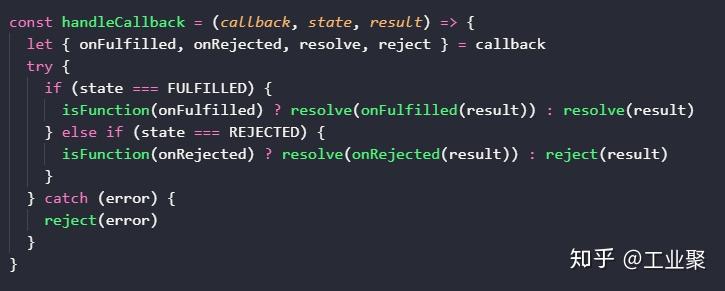 const handleCallback = (callback, state, result) => {
  let { onFulfilled, onRejected, resolve, reject } = callback
  try {
    if (state === FULFILLED) {
      isFunction(onFulfilled) ? resolve(onFulfilled(result)) : resolve(result)
    } else if (state === REJECTED) {
      isFunction(onRejected) ? resolve(onRejected(result)) : reject(result)
    }
  } catch (error) {
    reject(error)
  }
}
知乎 @工业聚